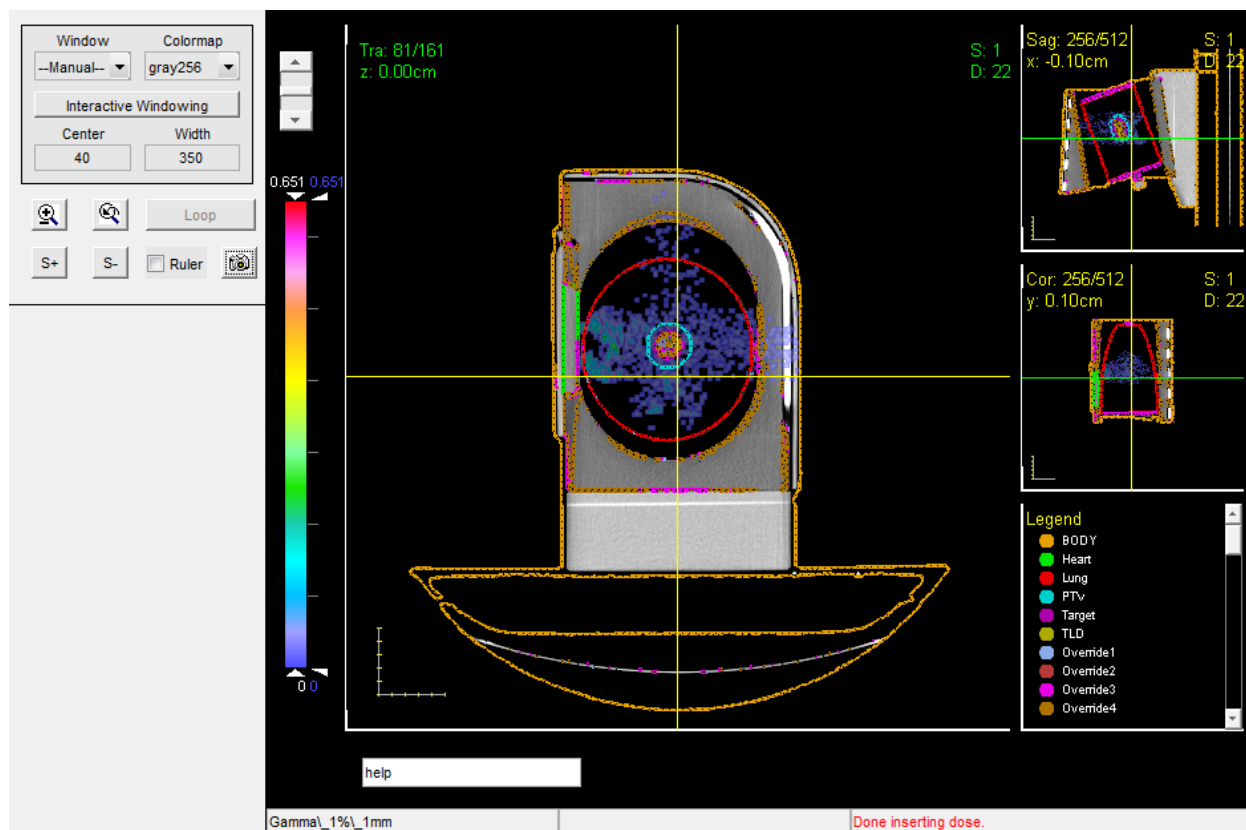 Window Colormap
--Manual-- gray256
Interactive Windowing
Center Width
40 350
Loop
S+ S- Ruler
0.651 0.651
0 0
Tra: 81/161 S: 1
z: 0.00cm D: 22
Sag: 256/512 S: 1
x: -0.10cm D: 22
Cor: 256/512 S: 1
y: 0.10cm D: 22
Legend
BODY
Heart
Lung
PTv
Target
TLD
Override1
Override2
Override3
Override4
help
Gamma\_1%\_1mm Done inserting dose.